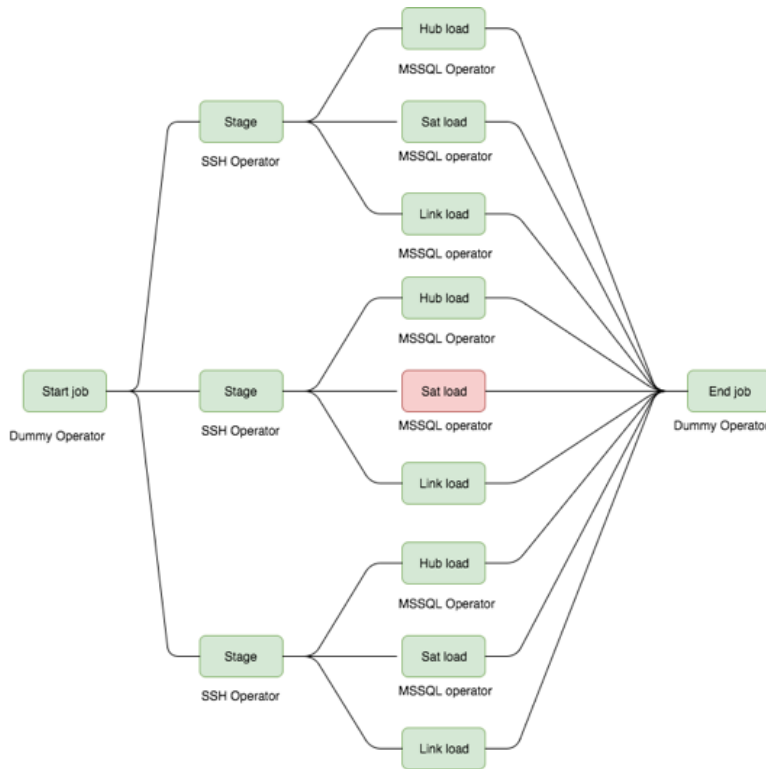 Hub load
MSSQL Operator
Stage
SSH Operator
Sat load
MSSQL operator
Link load
MSSQL operator
Hub load
MSSQL Operator
Start job
Dummy Operator
Stage
SSH Operator
Sat load
MSSQL operator
End job
Dummy Operator
Link load
Hub load
MSSQL Operator
Stage
SSH Operator
Sat load
MSSQL operator
Link load